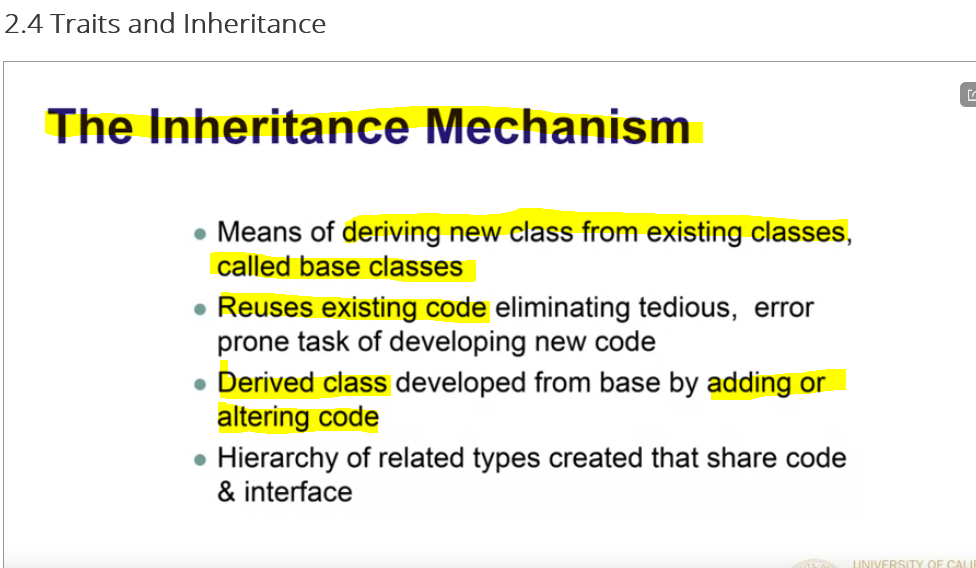 2.4 Traits and Inheritance
The Inheritance Mechanism
Means of deriving new class from existing classes,
called base classes
Reuses existing code eliminating tedious, error
prone task of developing new code
Derived class developed from base by adding or
altering code
Hierarchy of related types created that share code
& interface
UNIVERSITY OF